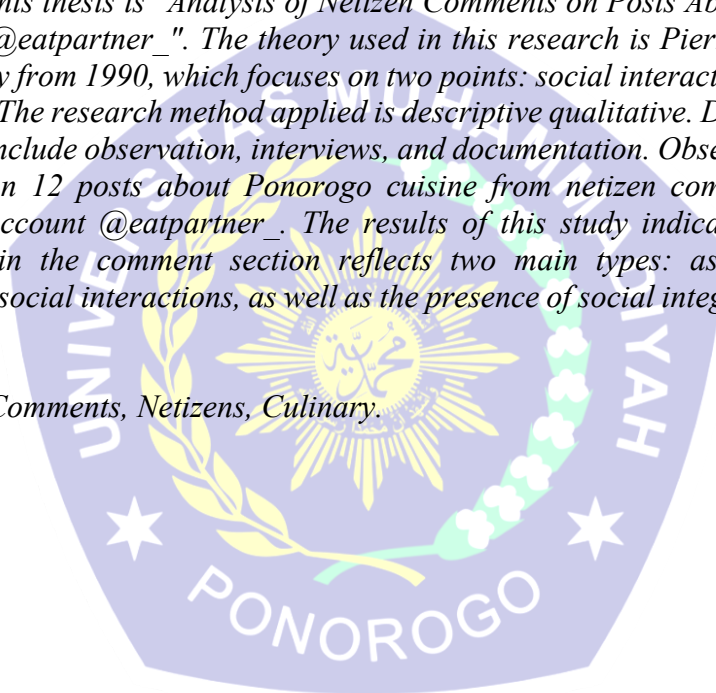 this thesis is "Analysis of Netizen Comments on Posts Ab
@eatpartner_". The theory used in this research is Pier
y from 1990, which focuses on two points: social interact
The research method applied is descriptive qualitative. D
nclude observation, interviews, and documentation. Obse
n 12 posts about Ponorogo cuisine from netizen com
ccount @eatpartner_. The results of this study indica
in the comment section reflects two main types: as
social interactions, as well as the presence of social integ
Comments, Netizens, Culinary.
UNIVERSITAS MUHAMMADIYAH
PONOROGO